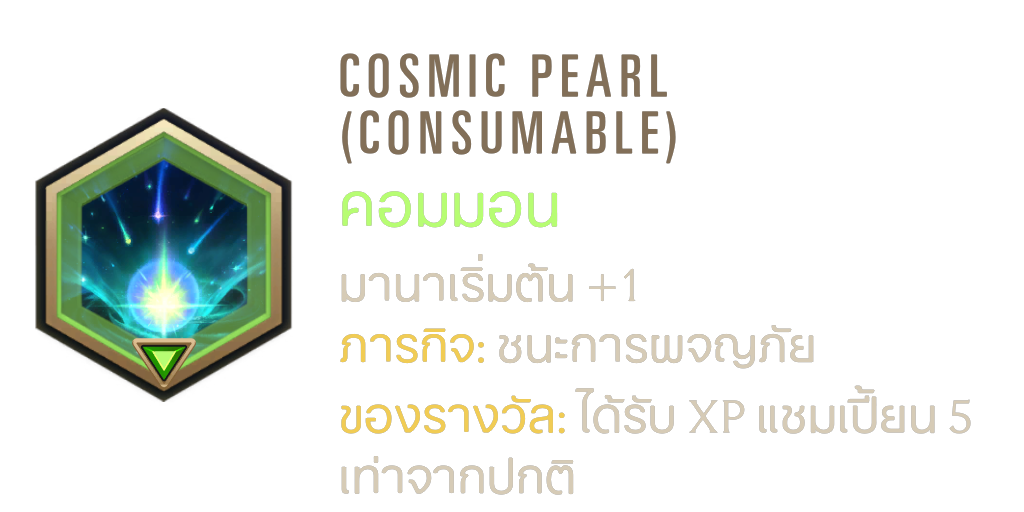 COSMIC PEARL
(CONSUMABLE)
คอมมอน
มานาเริ่มต้น +1
ภารกิจ: ชนะการผจญภัย
ของรางวัล: ได้รับ XP แชมเปี้ยน 5
เท่าจากปกติ